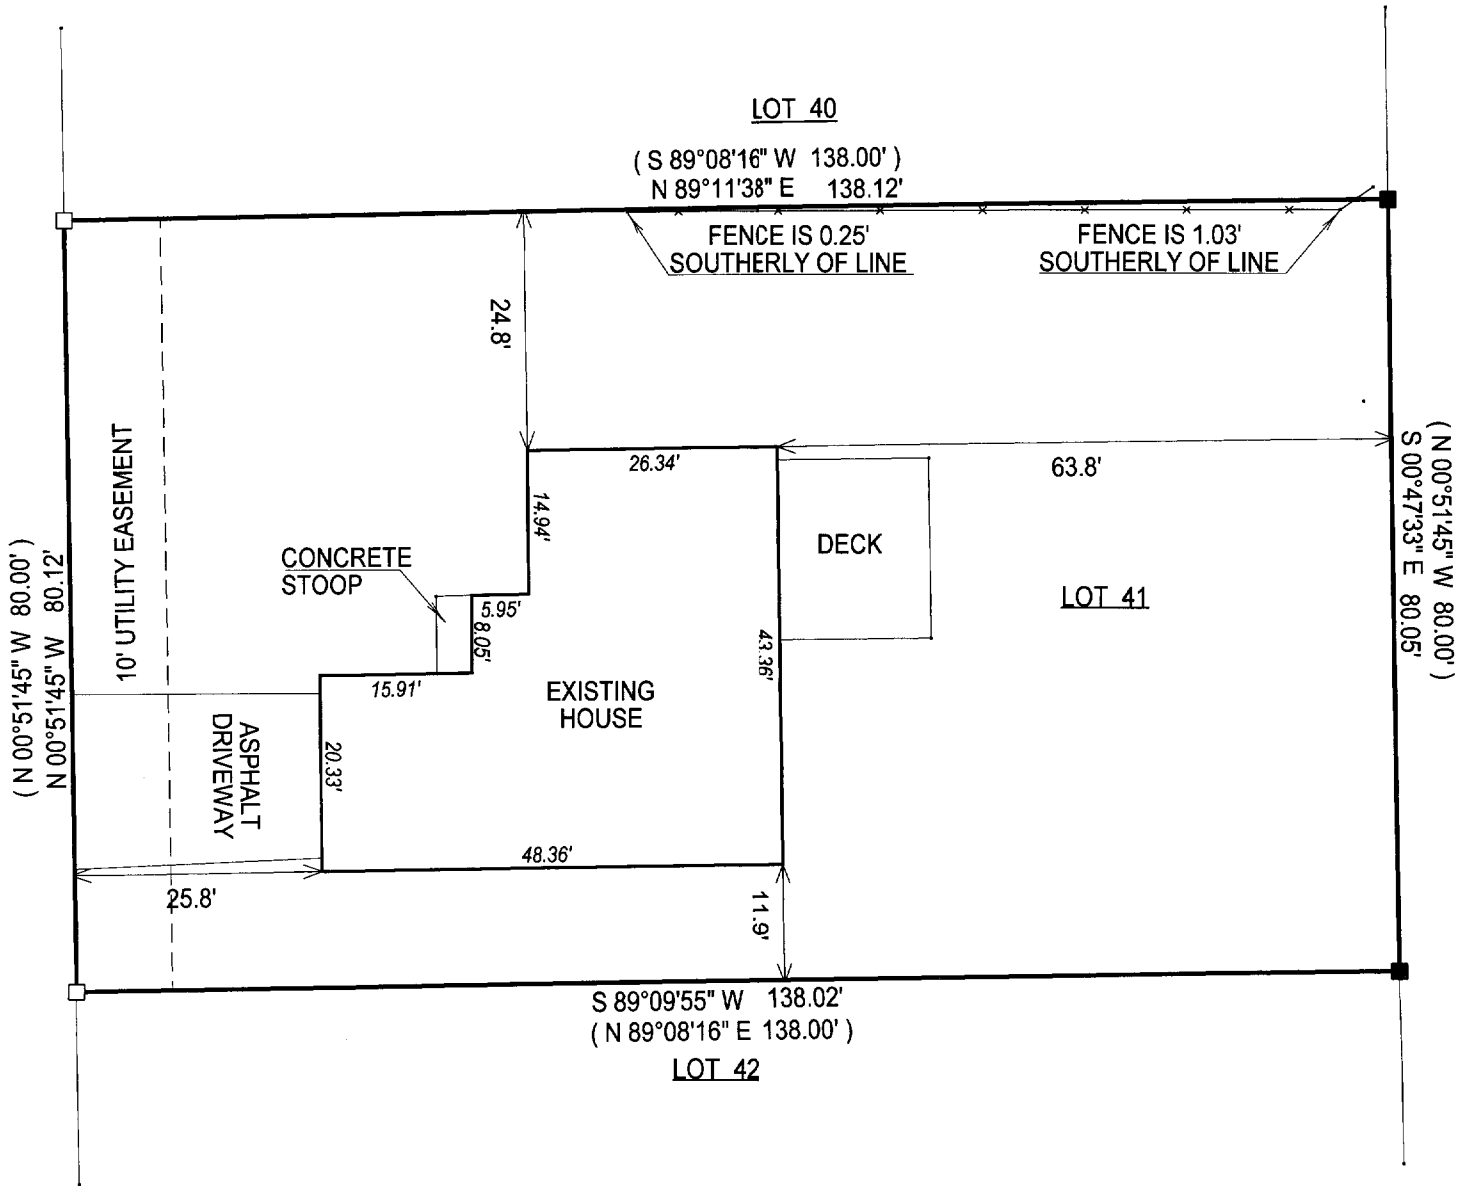 LOT 40
( S 89°08'16" W 138.00' )
N 89°11'38" E 138.12'
FENCE IS 0.25'
SOUTHERLY OF LINE
FENCE IS 1.03'
SOUTHERLY OF LINE
24.8'
26.34'
63.8'
14.94'
DECK
CONCRETE
STOOP
5.95'
8.05'
LOT 41
10' UTILITY EASEMENT
( N 00°51'45" W 80.00' )
N 00°51'45" W 80.12'
( N 00°51'45" W 80.00' )
S 00°47'33" E 80.05'
43.36'
15.91'
EXISTING
HOUSE
ASPHALT
DRIVEWAY
20.33'
48.36'
25.8'
11.9'
S 89°09'55" W 138.02'
( N 89°08'16" E 138.00' )
LOT 42